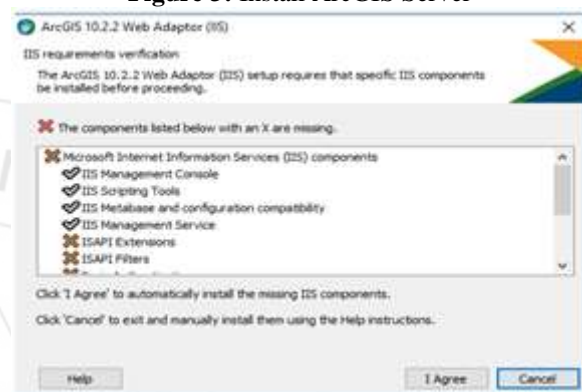 ArcGIS 10.2.2 Web Adaptor (IIS)
IIS requirements verification
The ArcGIS 10.2.2 Web Adaptor (IIS) setup requires that specific IIS components
be installed before proceeding.
The components listed below with an X are missing.
Microsoft Internet Information Services (IIS) components
IIS Management Console
IIS Scripting Tools
IIS Metabase and configuration compatibility
IIS Management Service
ISAPI Extensions
ISAPI Filters
Click 'I Agree' to automatically install the missing IIS components.
Click 'Cancel' to exit and manually install them using the Help instructions.
Help
I Agree
Cancel